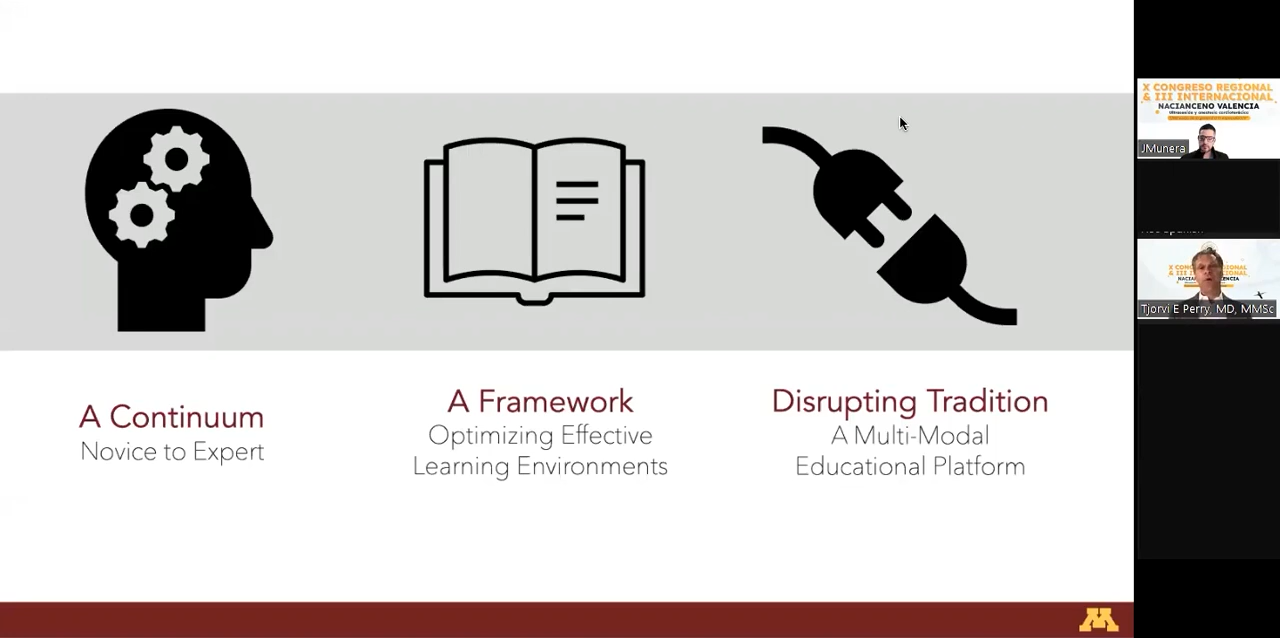 A Continuum
Novice to Expert
A Framework
Optimizing Effective
Learning Environments
Disrupting Tradition
A Multi-Modal
Educational Platform
X CONGRESO REGIONAL
& III INTERNACIONAL
NACIANCENO VALENCIA
JMunera
Tjorvi E Perry, MD, MMSc